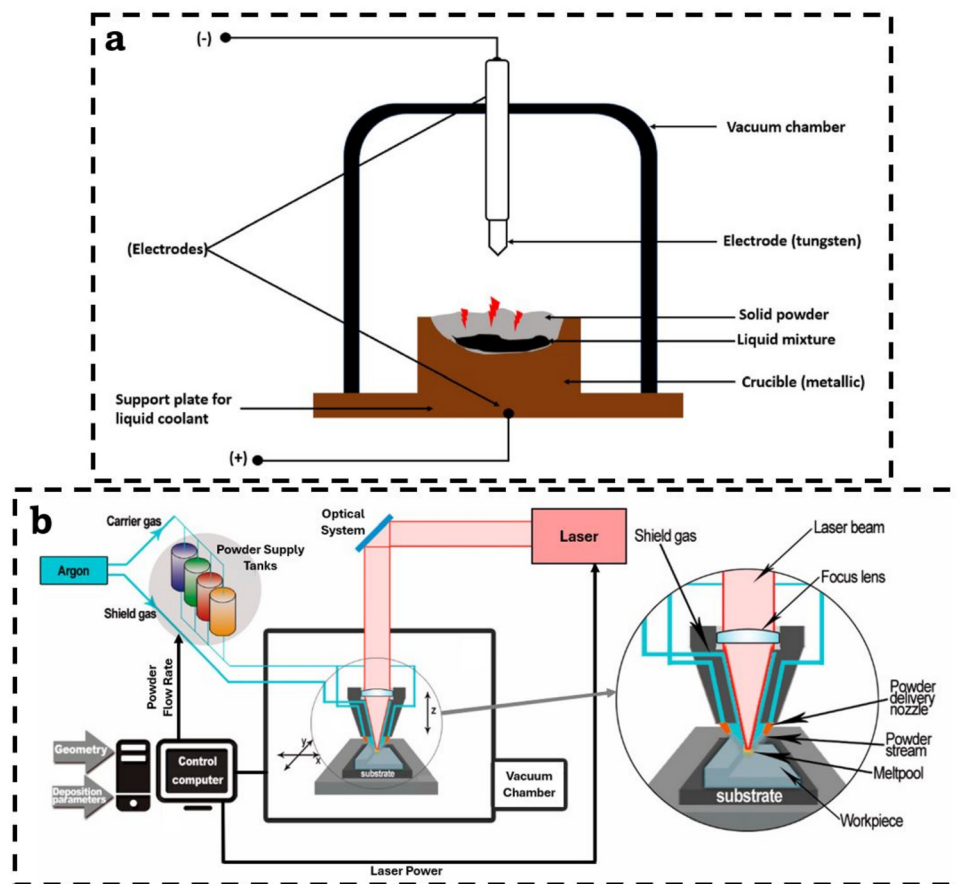 a
(-)
Vacuum chamber
(Electrodes)
Electrode (tungsten)
Solid powder
Liquid mixture
Crucible (metallic)
Support plate for
liquid coolant
(+)
b
Carrier gas
Argon
Shield gas
Powder Supply
Tanks
Optical
System
Laser
Powder
Flow Rate
Geometry
Deposition
parameters
Control
computer
z
y
x
substrate
Vacuum
Chamber
Laser Power
Shield gas
Laser beam
Focus lens
Powder
delivery
nozzle
Powder
stream
Meltpool
substrate
Workpiece